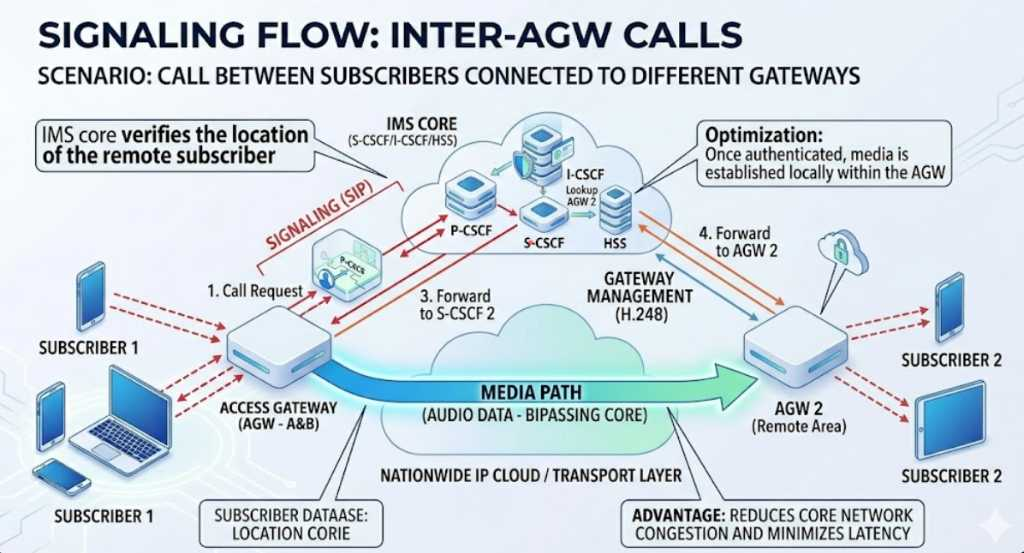 SIGNALING FLOW: INTER-AGW CALLS
SCENARIO: CALL BETWEEN SUBSCRIBERS CONNECTED TO DIFFERENT GATEWAYS
IMS core verifies the location
of the remote subscriber
IMS CORE
(S-CSCF/I-CSCF/HSS)
Optimization:
Once authenticated, media is
established locally within the AGW
I-CSCF
Lookup
AGW 2
P-CSCF
S-CSCF
HSS
SIGNALING (SIP)
P-CXCE
1. Call Request
3. Forward
to S-CSCF 2
GATEWAY
MANAGEMENT
(H.248)
4. Forward
to AGW 2
SUBSCRIBER 1
SUBSCRIBER 2
MEDIA PATH
(AUDIO DATA - BIPASSING CORE)
ACCESS GATEWAY
(AGW - A&B)
AGW 2
(Remote Area)
NATIONWIDE IP CLOUD / TRANSPORT LAYER
SUBSCRIBER 1
SUBSCRIBER 2
SUBSCRIBER DATAASE:
LOCATION CORIE
ADVANTAGE: REDUCES CORE NETWORK
CONGESTION AND MINIMIZES LATENCY